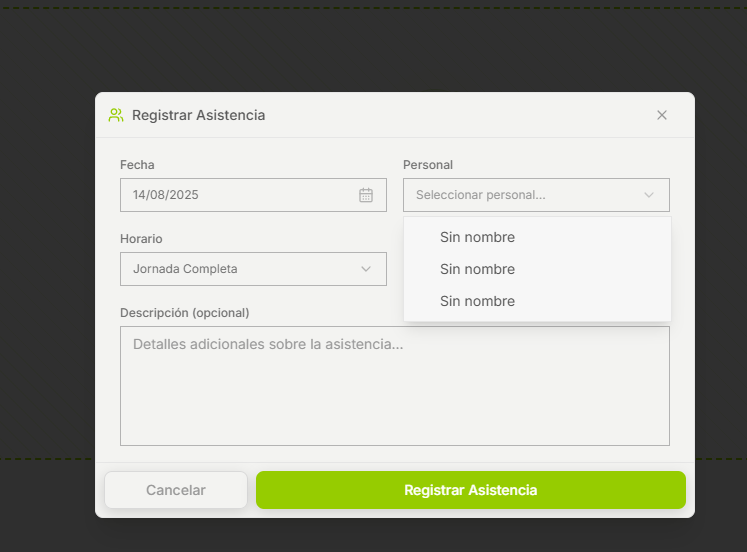 Registrar Asistencia
Fecha
Personal
14/08/2025
Seleccionar personal...
Horario
Sin nombre
Jornada Completa
Sin nombre
Sin nombre
Descripción (opcional)
Detalles adicionales sobre la asistencia...
Cancelar
Registrar Asistencia